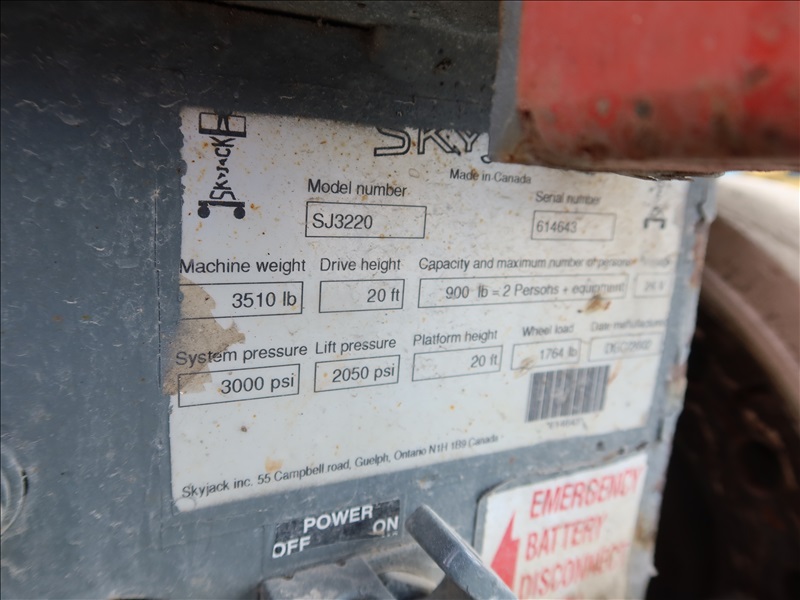 SKYJACK
SKYJ
Made in Canada
Model number
Serial number
SJ3220
614643
Machine weight Drive height Capacity and maximum number of
3510 lb 20 ft 900 lb = 2 Persons + equipment
System pressure Lift pressure Platform height Wheel load Date
3000 psi 2050 psi 20 ft 1764 lb
Skyjack inc. 55 Campbell road, Guelph, Ontario N1H 1B9 Canada
POWER
OFF ON
EMERGENCY
BATTERY
DISCONNECT